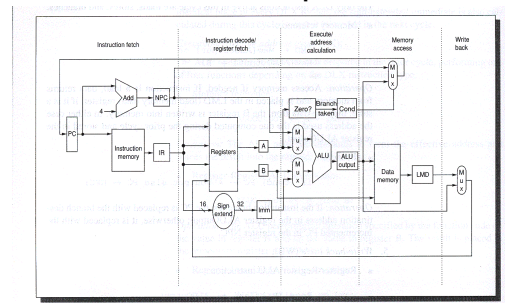 Instruction fetch
Instruction decode/
register fetch
Execute/
address
calculation
Memory
access
Write
back
M
u
x
Add
NPC
Zero?
Branch
taken
Cond
4
PC
Instruction
memory
IR
Registers
A
B
M
u
x
M
u
x
ALU
ALU
output
Data
memory
LMD
M
u
x
16
Sign
extend
32
Imm